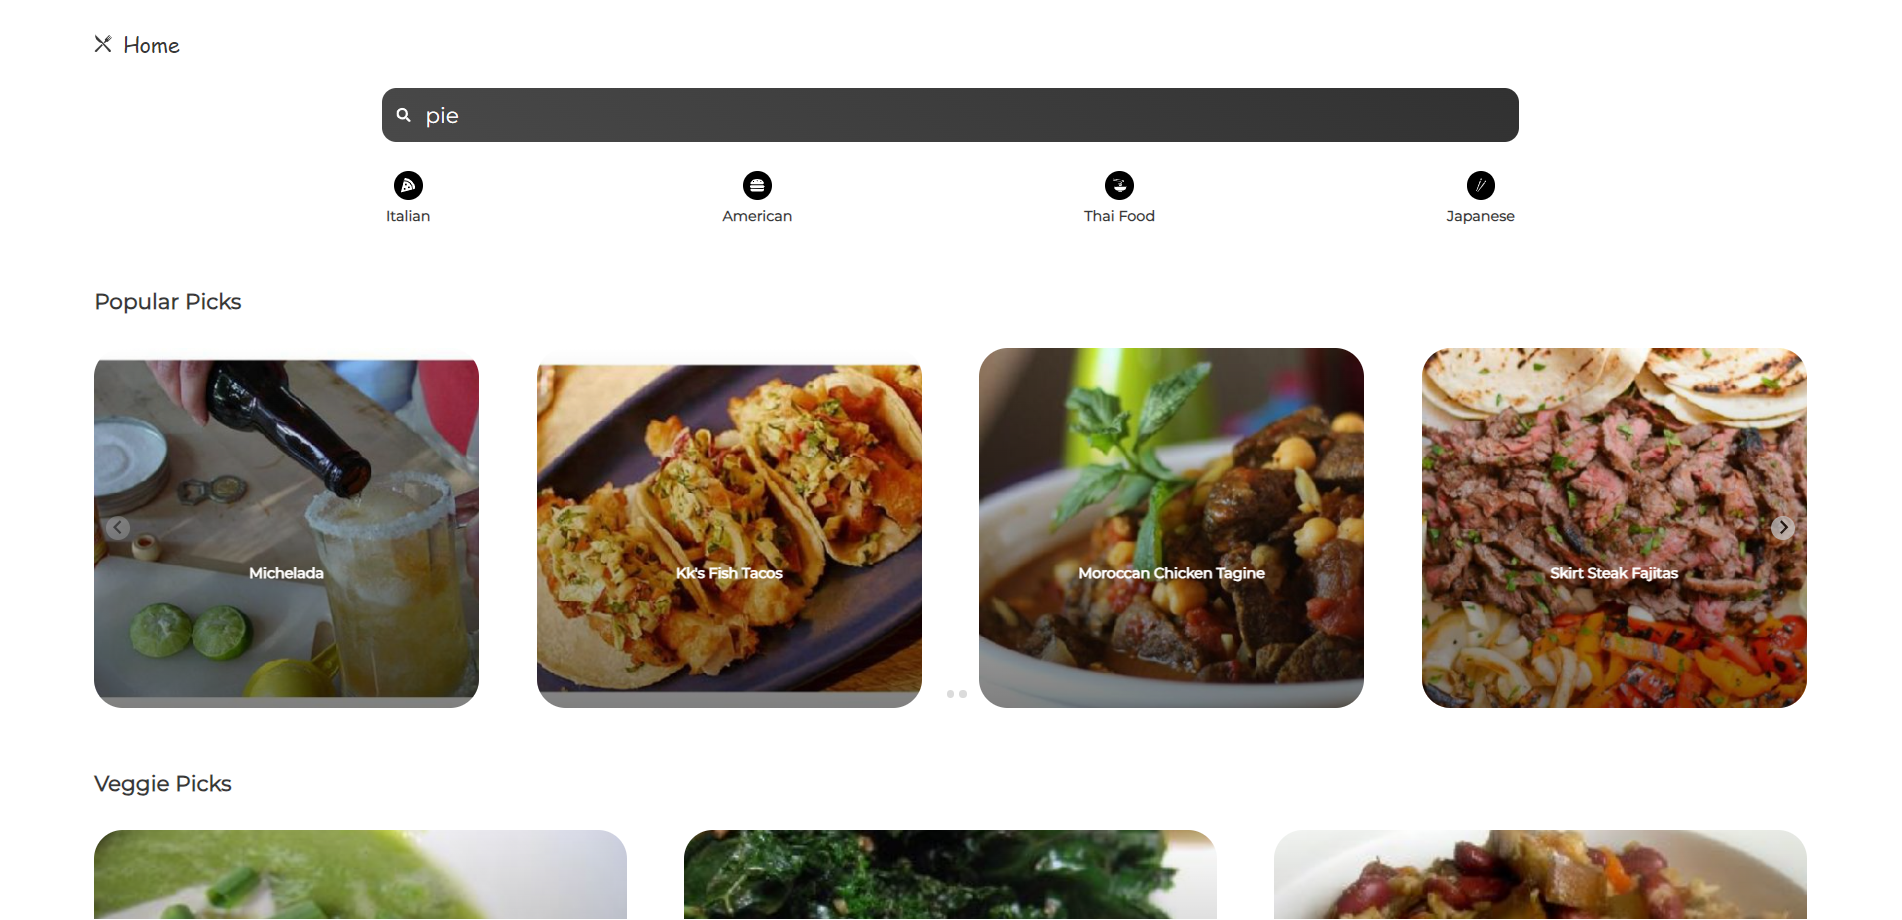 Home
pie
Italian
American
Thai Food
Japanese
Popular Picks
Michelada
Kk's Fish Tacos
Moroccan Chicken Tagine
Skirt Steak Fajitas
Veggie Picks